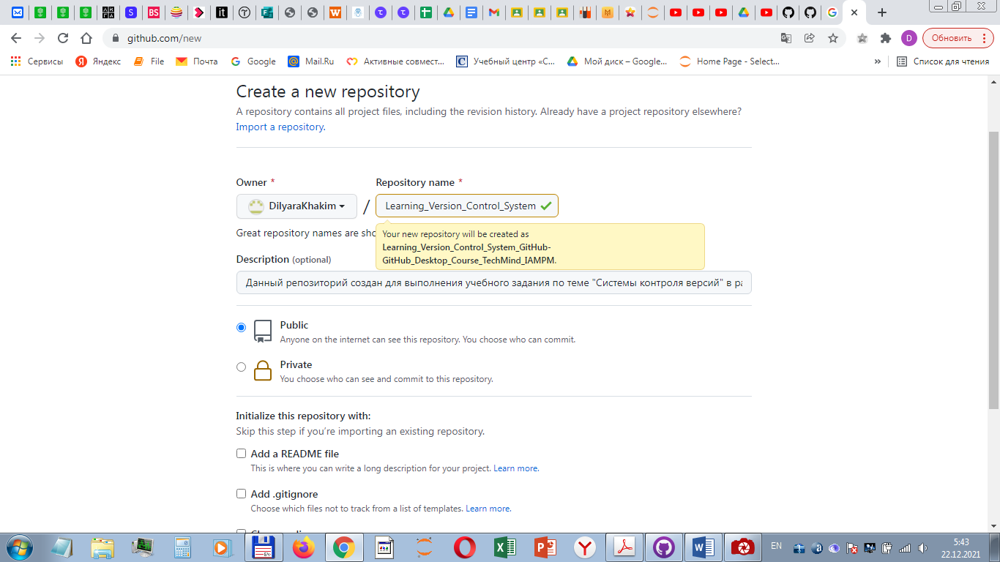 github.com/new
D
Обновить
Сервисы
Яндекс
File
Почта
Google
Mail.Ru
Активные совмест...
Учебный центр «С...
Мой диск – Google...
Home Page - Select...
»
Список для чтения
Create a new repository
A repository contains all project files, including the revision history. Already have a project repository elsewhere?
Import a repository.
Owner *
Repository name *
DilyaraKhakim
/
Learning_Version_Control_System
Great repository names are sho
Your new repository will be created as
Learning_Version_Control_System_GitHub-
GitHub_Desktop_Course_TechMind_IAMPM.
Description (optional)
Данный репозиторий создан для выполнения учебного задания по теме "Системы контроля версий" в ра
Public
Anyone on the internet can see this repository. You choose who can commit.
Private
You choose who can see and commit to this repository.
Initialize this repository with:
Skip this step if you're importing an existing repository.
Add a README file
This is where you can write a long description for your project. Learn more.
Add .gitignore
Choose which files not to track from a list of templates. Learn more.
EN
5:43
22.12.2021